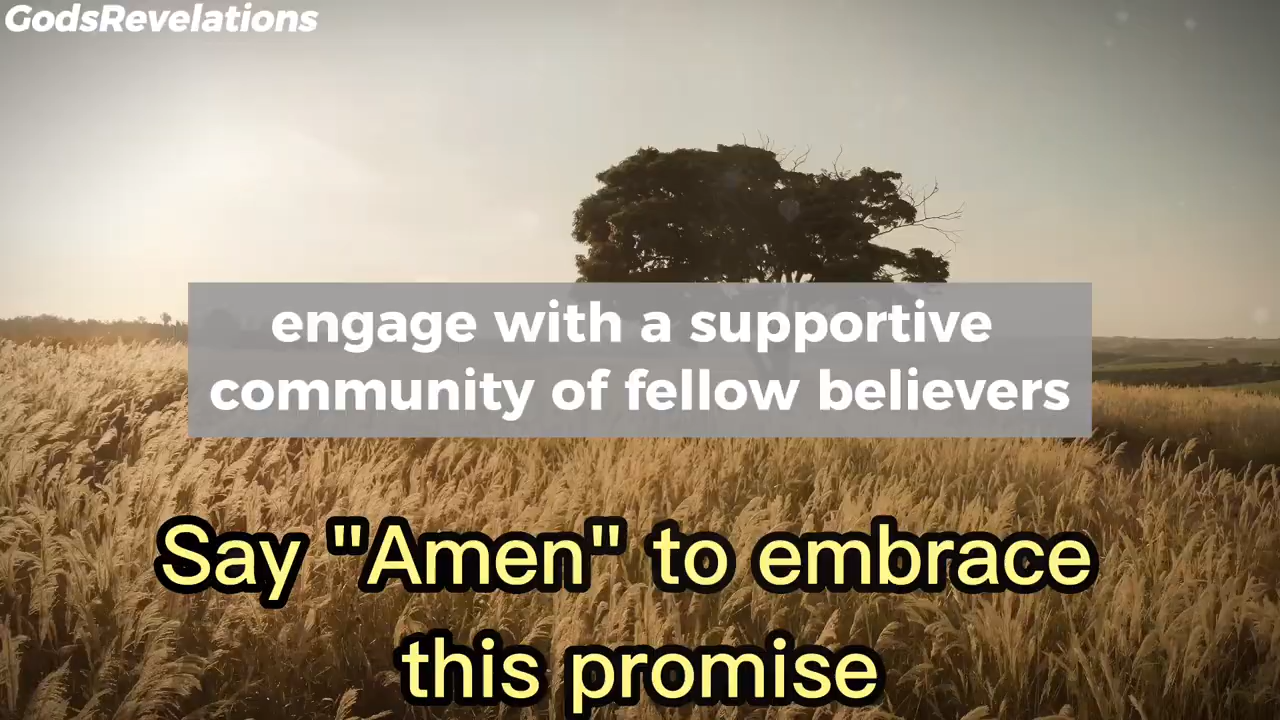 GodsRevelations
engage with a supportive
community of fellow believers
Say "Amen" to embrace
this promise